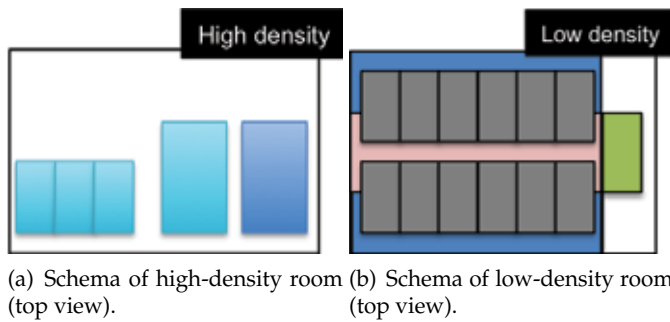 High density
Low density
(a) Schema of high-density room
(top view).
(b) Schema of low-density room
(top view).